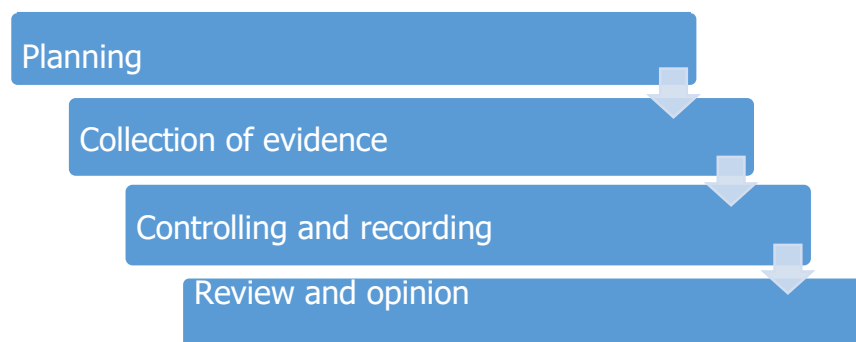 Planning
Collection of evidence
Controlling and recording
Review and opinion